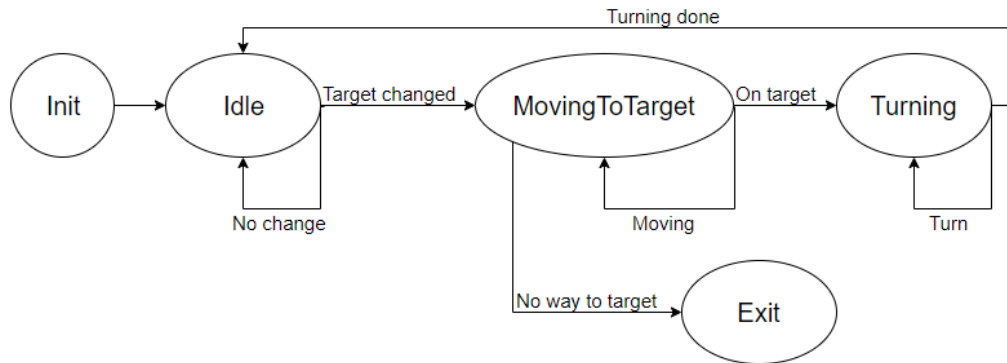 Turning done
Init
Idle
Target changed
MovingToTarget
On target
Turning
No change
Moving
Turn
No way to target
Exit